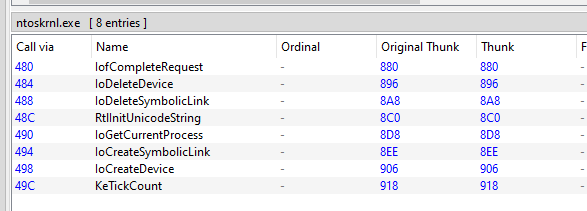 ntoskrnl.exe [ 8 entries ]
Call via Name Ordinal Original Thunk Thunk F
480 IofCompleteRequest - 880 880 -
484 IoDeleteDevice - 896 896 -
488 IoDeleteSymbolicLink - 8A8 8A8 -
48C RtlInitUnicodeString - 8C0 8C0 -
490 IoGetCurrentProcess - 8D8 8D8 -
494 IoCreateSymbolicLink - 8EE 8EE -
498 IoCreateDevice - 906 906 -
49C KeTickCount - 918 918 -